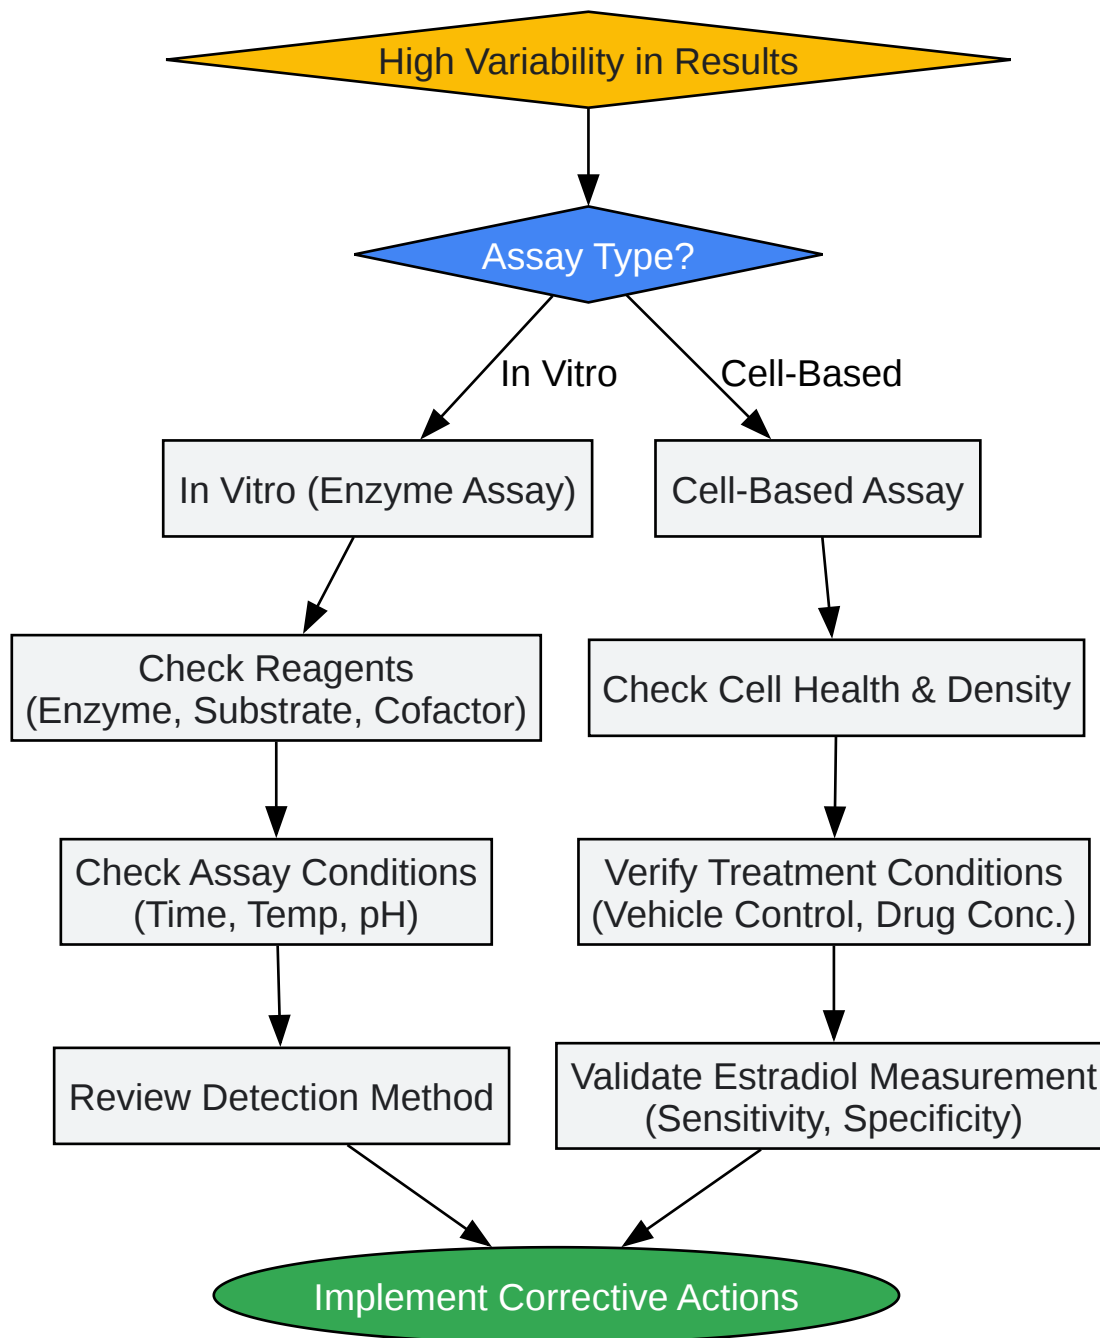 High Variability in Results
Assay Type?
In Vitro
Cell-Based
In Vitro (Enzyme Assay)
Cell-Based Assay
Check Reagents
(Enzyme, Substrate, Cofactor)
Check Cell Health & Density
Check Assay Conditions
(Time, Temp, pH)
Verify Treatment Conditions
(Vehicle Control, Drug Conc.)
Review Detection Method
Validate Estradiol Measurement
(Sensitivity, Specificity)
Implement Corrective Actions